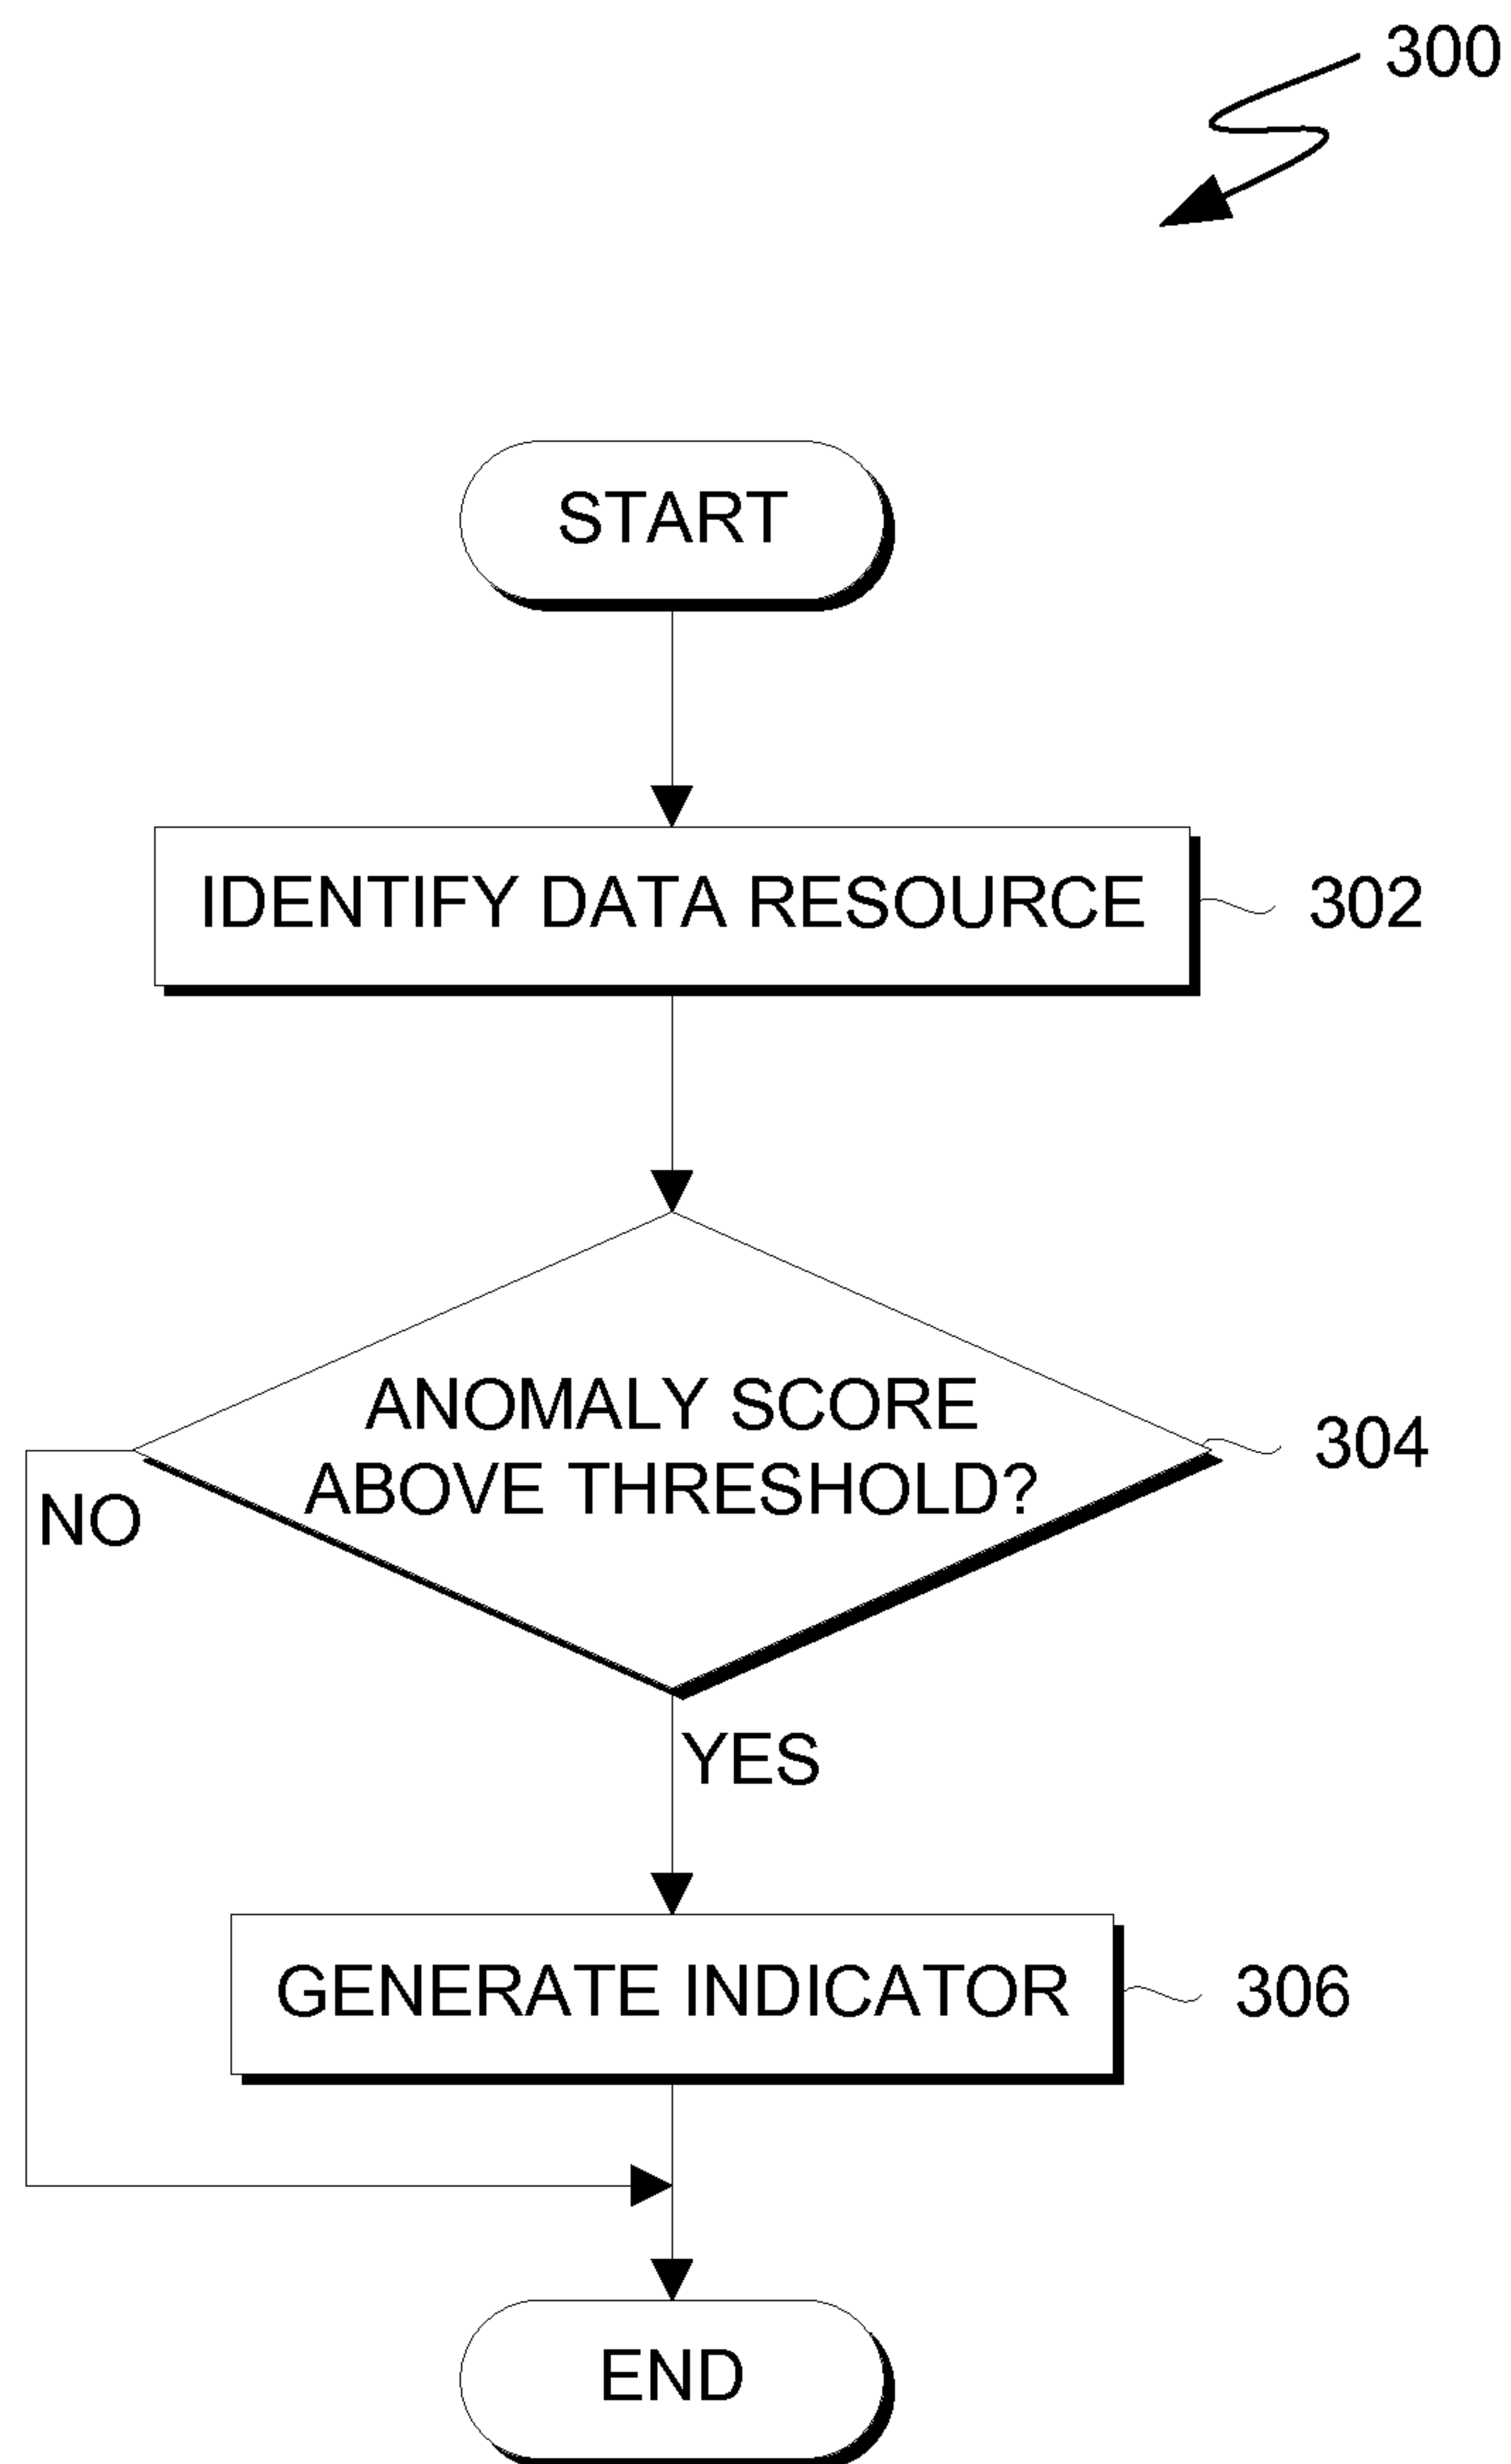 300
START
IDENTIFY DATA RESOURCE
302
ANOMALY SCORE
ABOVE THRESHOLD?
304
NO
YES
GENERATE INDICATOR
306
END